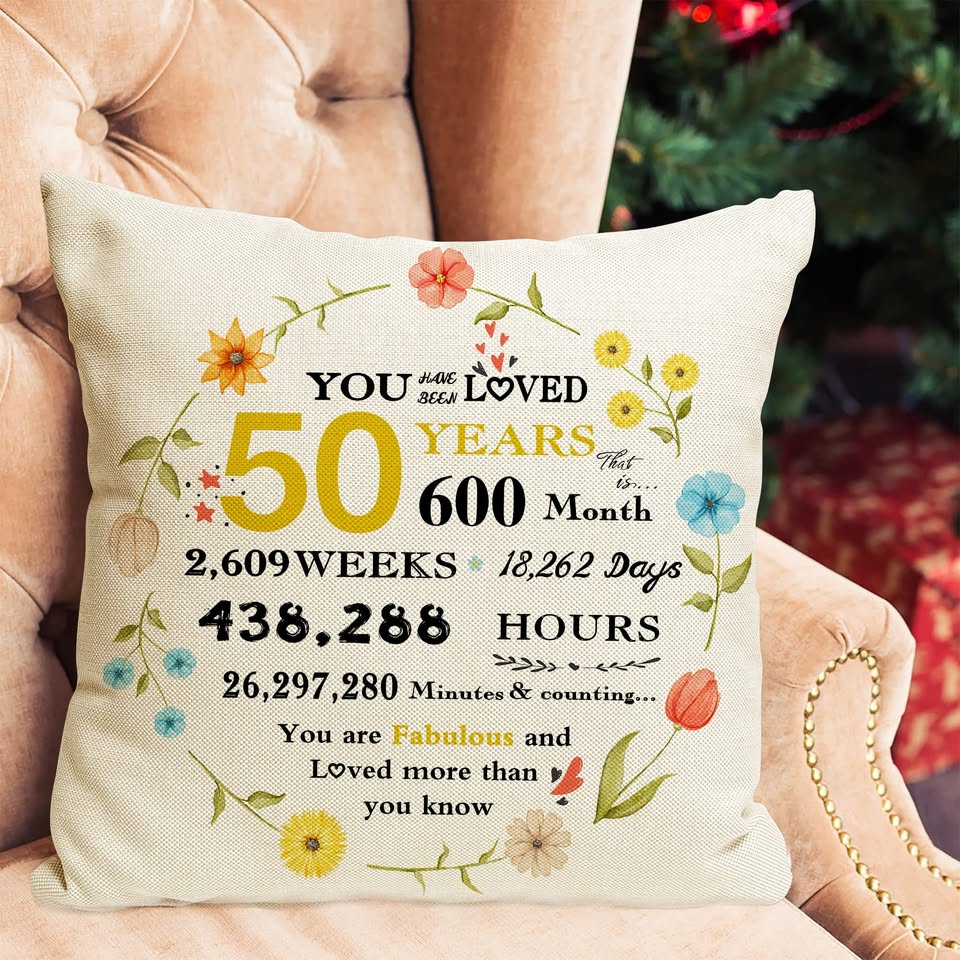 YOU HAVE BEEN LOVED
50 YEARS
That is...
600 Month
2,609 WEEKS 18,262 Days
438,288 HOURS
26,297,280 Minutes & counting...
You are Fabulous and
Loved more than
you know